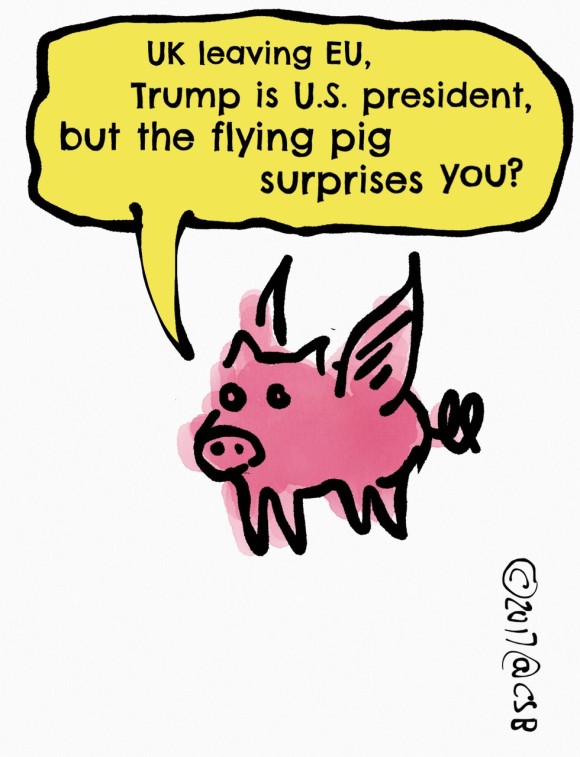 UK leaving EU,
Trump is U.S. president,
but the flying pig
surprises you?
©2017@CSB